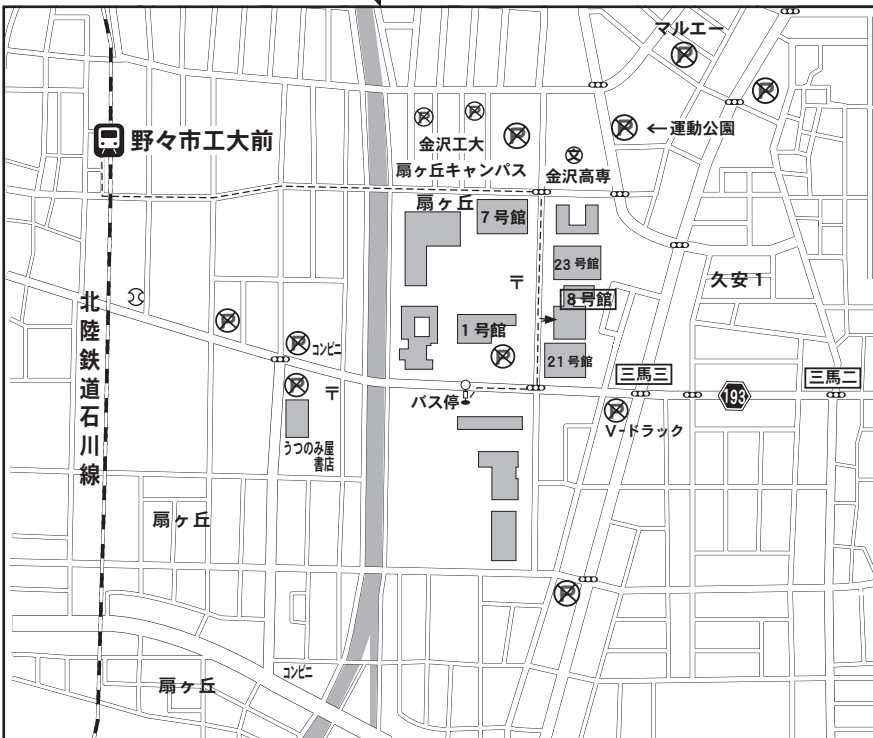 マルエー
野々市工大前
←運動公園
金沢工大
扇ヶ丘キャンパス
文
金沢高専
扇ヶ丘
7号館
23号館
久安1
〒
8号館
北陸鉄道石川線
1号館
コンビニ
21号館
三馬三
三馬二
193
〒
バス停
V-ドラック
うつのみ屋
書店
扇ヶ丘
コンビニ
扇ヶ丘
P
P
P
P
P
P
P
P
P
P
P
P